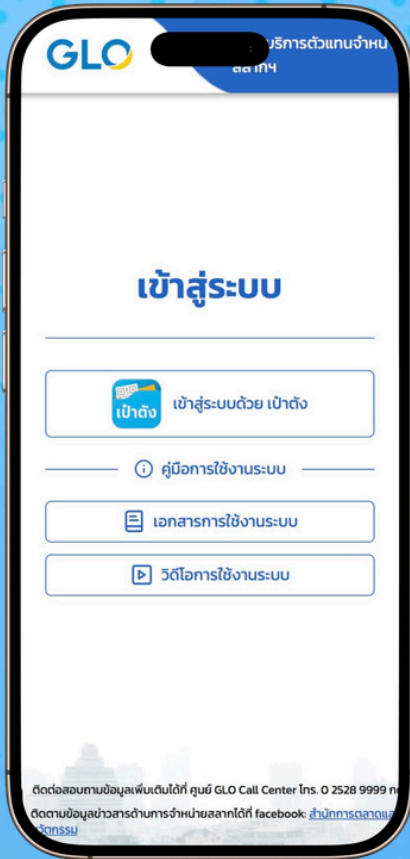 GLO
บริการตัวแทนจำหน่
สลากฯ
เข้าสู่ระบบ
เป๋าตัง
เข้าสู่ระบบด้วย เป๋าตัง
คู่มือการใช้งานระบบ
เอกสารการใช้งานระบบ
วิดีโอการใช้งานระบบ
ติดต่อสอบถามข้อมูลเพิ่มเติมได้ที่ ศูนย์ GLO Call Center โทร. 0 2528 9999
ติดตามข้อมูลข่าวสารด้านการจำหน่ายสลากได้ที่ facebook: สำนักการตลาดและ
วัตกรรม